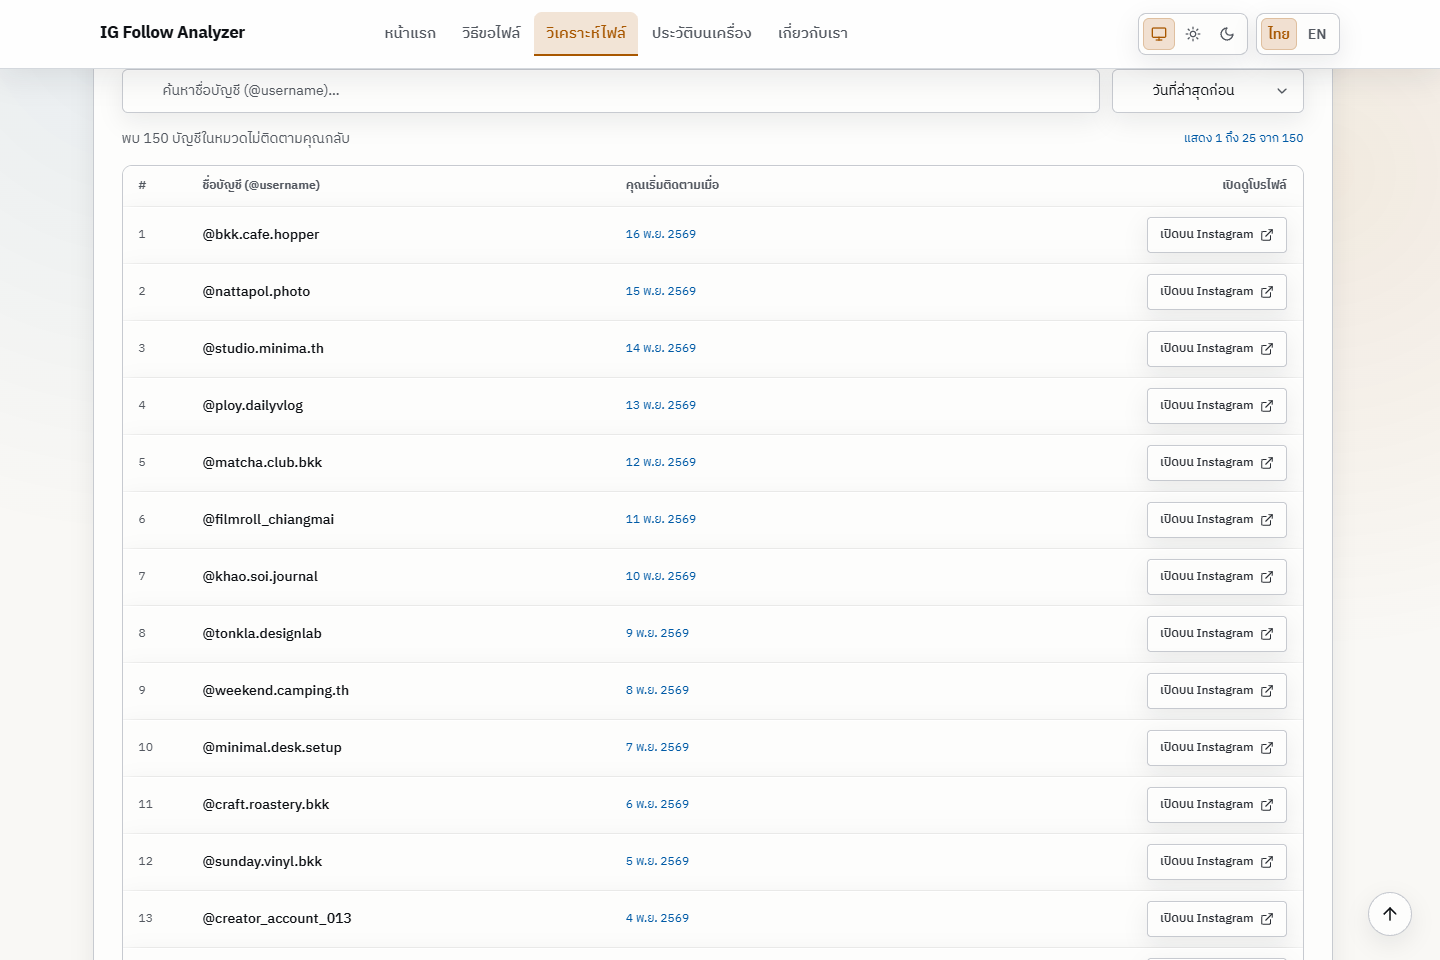 IG Follow Analyzer
หน้าแรก
วิธีขอไฟล์
วิเคราะห์ไฟล์
ประวัติบนเครื่อง
เกี่ยวกับเรา
ไทย
EN
ค้นหาชื่อบัญชี (@username)...
วันที่ล่าสุดก่อน
พบ 150 บัญชีในหมวดไม่ติดตามคุณกลับ
แสดง 1 ถึง 25 จาก 150
# ชื่อบัญชี (@username) คุณเริ่มติดตามเมื่อ เปิดดูโปรไฟล์
1 @bkk.cafe.hopper 16 พ.ย. 2569 เปิดบน Instagram
2 @nattapol.photo 15 พ.ย. 2569 เปิดบน Instagram
3 @studio.minima.th 14 พ.ย. 2569 เปิดบน Instagram
4 @ploy.dailyvlog 13 พ.ย. 2569 เปิดบน Instagram
5 @matcha.club.bkk 12 พ.ย. 2569 เปิดบน Instagram
6 @filmroll_chiangmai 11 พ.ย. 2569 เปิดบน Instagram
7 @khao.soi.journal 10 พ.ย. 2569 เปิดบน Instagram
8 @tonkla.designlab 9 พ.ย. 2569 เปิดบน Instagram
9 @weekend.camping.th 8 พ.ย. 2569 เปิดบน Instagram
10 @minimal.desk.setup 7 พ.ย. 2569 เปิดบน Instagram
11 @craft.roastery.bkk 6 พ.ย. 2569 เปิดบน Instagram
12 @sunday.vinyl.bkk 5 พ.ย. 2569 เปิดบน Instagram
13 @creator_account_013 4 พ.ย. 2569 เปิดบน Instagram